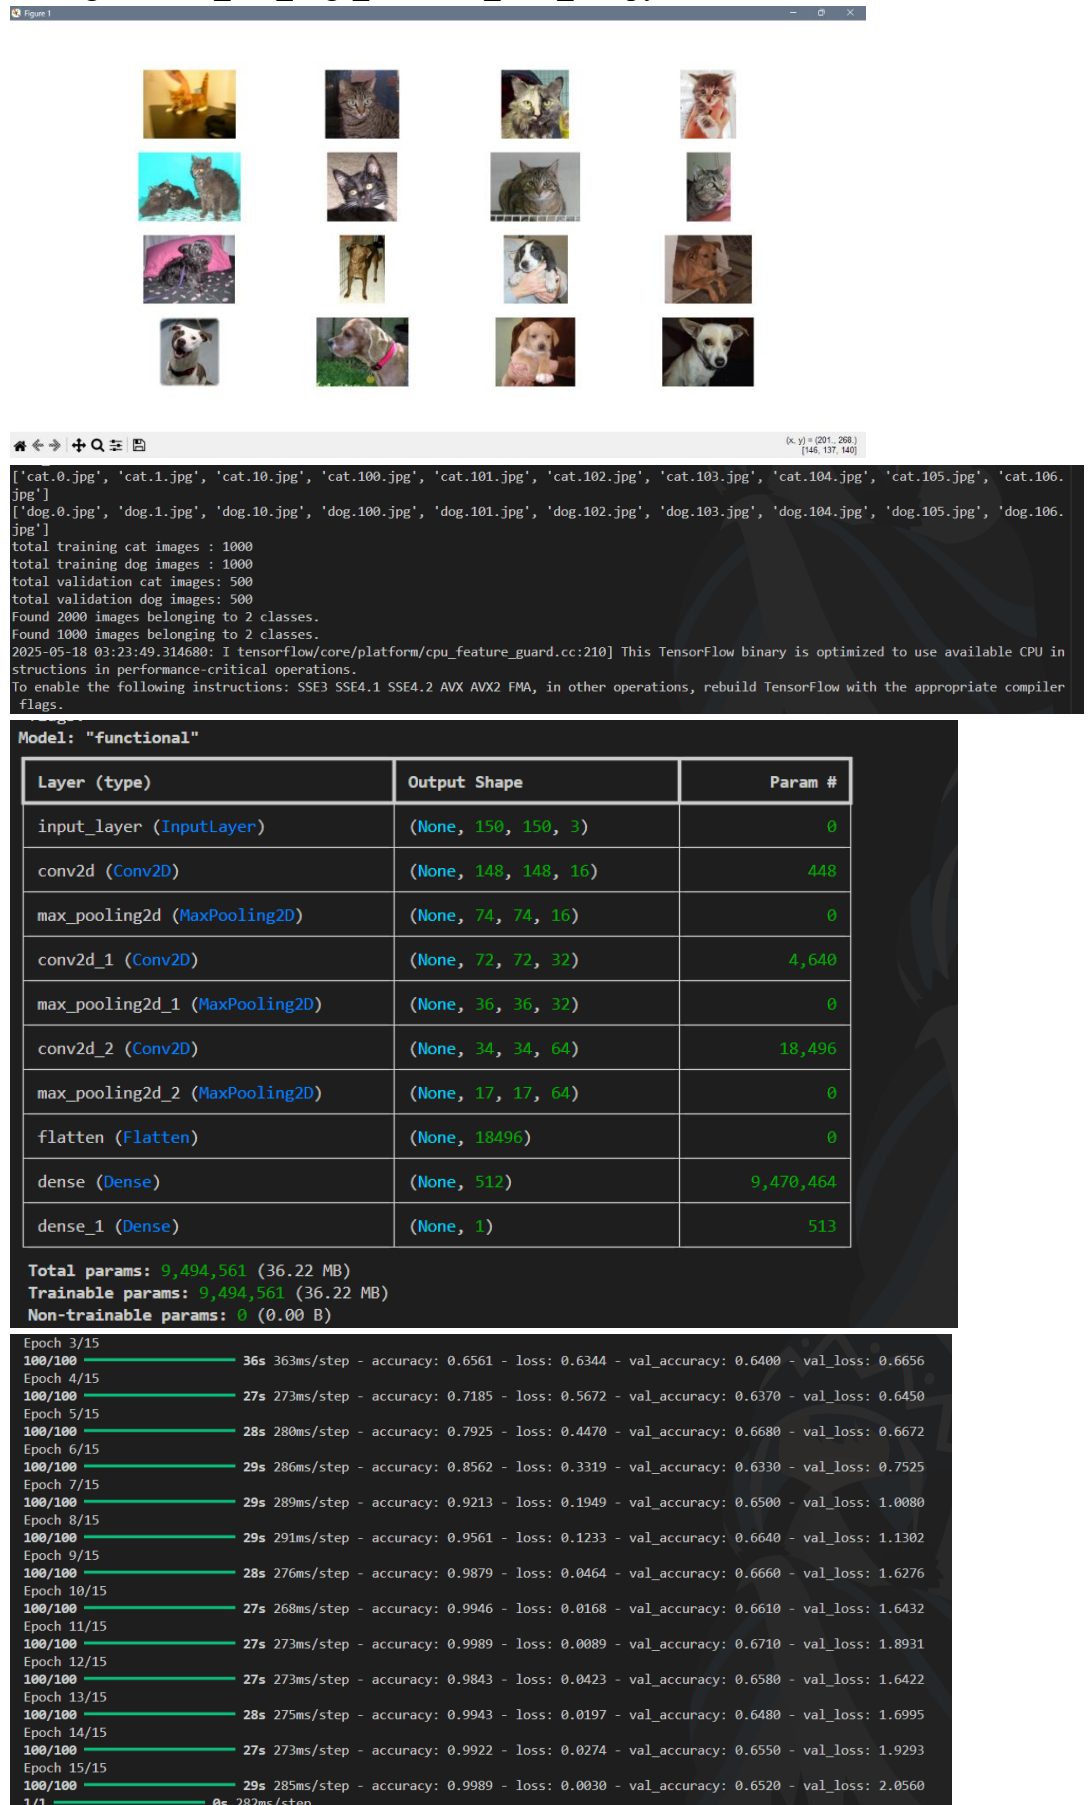 Figure 1
(x, y) = (201., 268.)
[146, 137, 140]
['cat.0.jpg', 'cat.1.jpg', 'cat.10.jpg', 'cat.100.jpg', 'cat.101.jpg', 'cat.102.jpg', 'cat.103.jpg', 'cat.104.jpg', 'cat.105.jpg', 'cat.106.
jpg']
['dog.0.jpg', 'dog.1.jpg', 'dog.10.jpg', 'dog.100.jpg', 'dog.101.jpg', 'dog.102.jpg', 'dog.103.jpg', 'dog.104.jpg', 'dog.105.jpg', 'dog.106.
jpg']
total training cat images : 1000
total training dog images : 1000
total validation cat images: 500
total validation dog images: 500
Found 2000 images belonging to 2 classes.
Found 1000 images belonging to 2 classes.
2025-05-18 03:23:49.314680: I tensorflow/core/platform/cpu_feature_guard.cc:210] This TensorFlow binary is optimized to use available CPU in
structions in performance-critical operations.
To enable the following instructions: SSE3 SSE4.1 SSE4.2 AVX AVX2 FMA, in other operations, rebuild TensorFlow with the appropriate compiler
flags.
Model: "functional"
Layer (type) Output Shape Param #
input_layer (InputLayer) (None, 150, 150, 3) 0
conv2d (Conv2D) (None, 148, 148, 16) 448
max_pooling2d (MaxPooling2D) (None, 74, 74, 16) 0
conv2d_1 (Conv2D) (None, 72, 72, 32) 4,640
max_pooling2d_1 (MaxPooling2D) (None, 36, 36, 32) 0
conv2d_2 (Conv2D) (None, 34, 34, 64) 18,496
max_pooling2d_2 (MaxPooling2D) (None, 17, 17, 64) 0
flatten (Flatten) (None, 18496) 0
dense (Dense) (None, 512) 9,470,464
dense_1 (Dense) (None, 1) 513
Total params: 9,494,561 (36.22 MB)
Trainable params: 9,494,561 (36.22 MB)
Non-trainable params: 0 (0.00 B)
Epoch 3/15
100/100 36s 363ms/step - accuracy: 0.6561 - loss: 0.6344 - val_accuracy: 0.6400 - val_loss: 0.6656
Epoch 4/15
100/100 27s 273ms/step - accuracy: 0.7185 - loss: 0.5672 - val_accuracy: 0.6370 - val_loss: 0.6450
Epoch 5/15
100/100 28s 280ms/step - accuracy: 0.7925 - loss: 0.4470 - val_accuracy: 0.6680 - val_loss: 0.6672
Epoch 6/15
100/100 29s 286ms/step - accuracy: 0.8562 - loss: 0.3319 - val_accuracy: 0.6330 - val_loss: 0.7525
Epoch 7/15
100/100 29s 289ms/step - accuracy: 0.9213 - loss: 0.1949 - val_accuracy: 0.6500 - val_loss: 1.0080
Epoch 8/15
100/100 29s 291ms/step - accuracy: 0.9561 - loss: 0.1233 - val_accuracy: 0.6640 - val_loss: 1.1302
Epoch 9/15
100/100 28s 276ms/step - accuracy: 0.9879 - loss: 0.0464 - val_accuracy: 0.6660 - val_loss: 1.6276
Epoch 10/15
100/100 27s 268ms/step - accuracy: 0.9946 - loss: 0.0168 - val_accuracy: 0.6610 - val_loss: 1.6432
Epoch 11/15
100/100 27s 273ms/step - accuracy: 0.9989 - loss: 0.0089 - val_accuracy: 0.6710 - val_loss: 1.8931
Epoch 12/15
100/100 27s 273ms/step - accuracy: 0.9843 - loss: 0.0423 - val_accuracy: 0.6580 - val_loss: 1.6422
Epoch 13/15
100/100 28s 275ms/step - accuracy: 0.9943 - loss: 0.0197 - val_accuracy: 0.6480 - val_loss: 1.6995
Epoch 14/15
100/100 27s 273ms/step - accuracy: 0.9922 - loss: 0.0274 - val_accuracy: 0.6550 - val_loss: 1.9293
Epoch 15/15
100/100 29s 285ms/step - accuracy: 0.9989 - loss: 0.0030 - val_accuracy: 0.6520 - val_loss: 2.0560
1/1 0s 282ms/step